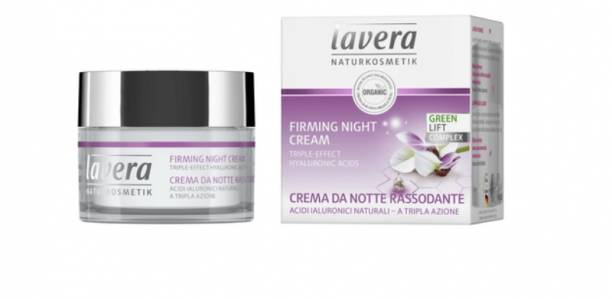 lavera
NATURKOSMETIK
FIRMING NIGHT CREAM
TRIPLE-EFFECT HYALURONIC ACIDS
CREMA DA NOTTE RASSODANTE
ACIDI IALURONICI NATURALI
– A TRIPLA AZIONE
lavera
NATURKOSMETIK
ORGANIC
FIRMING NIGHT
CREAM
TRIPLE-EFFECT
HYALURONIC ACIDS
GREEN
LIFT
COMPLEX
CREMA DA NOTTE RASSODANTE
ACIDI IALURONICI NATURALI – A TRIPLA AZIONE